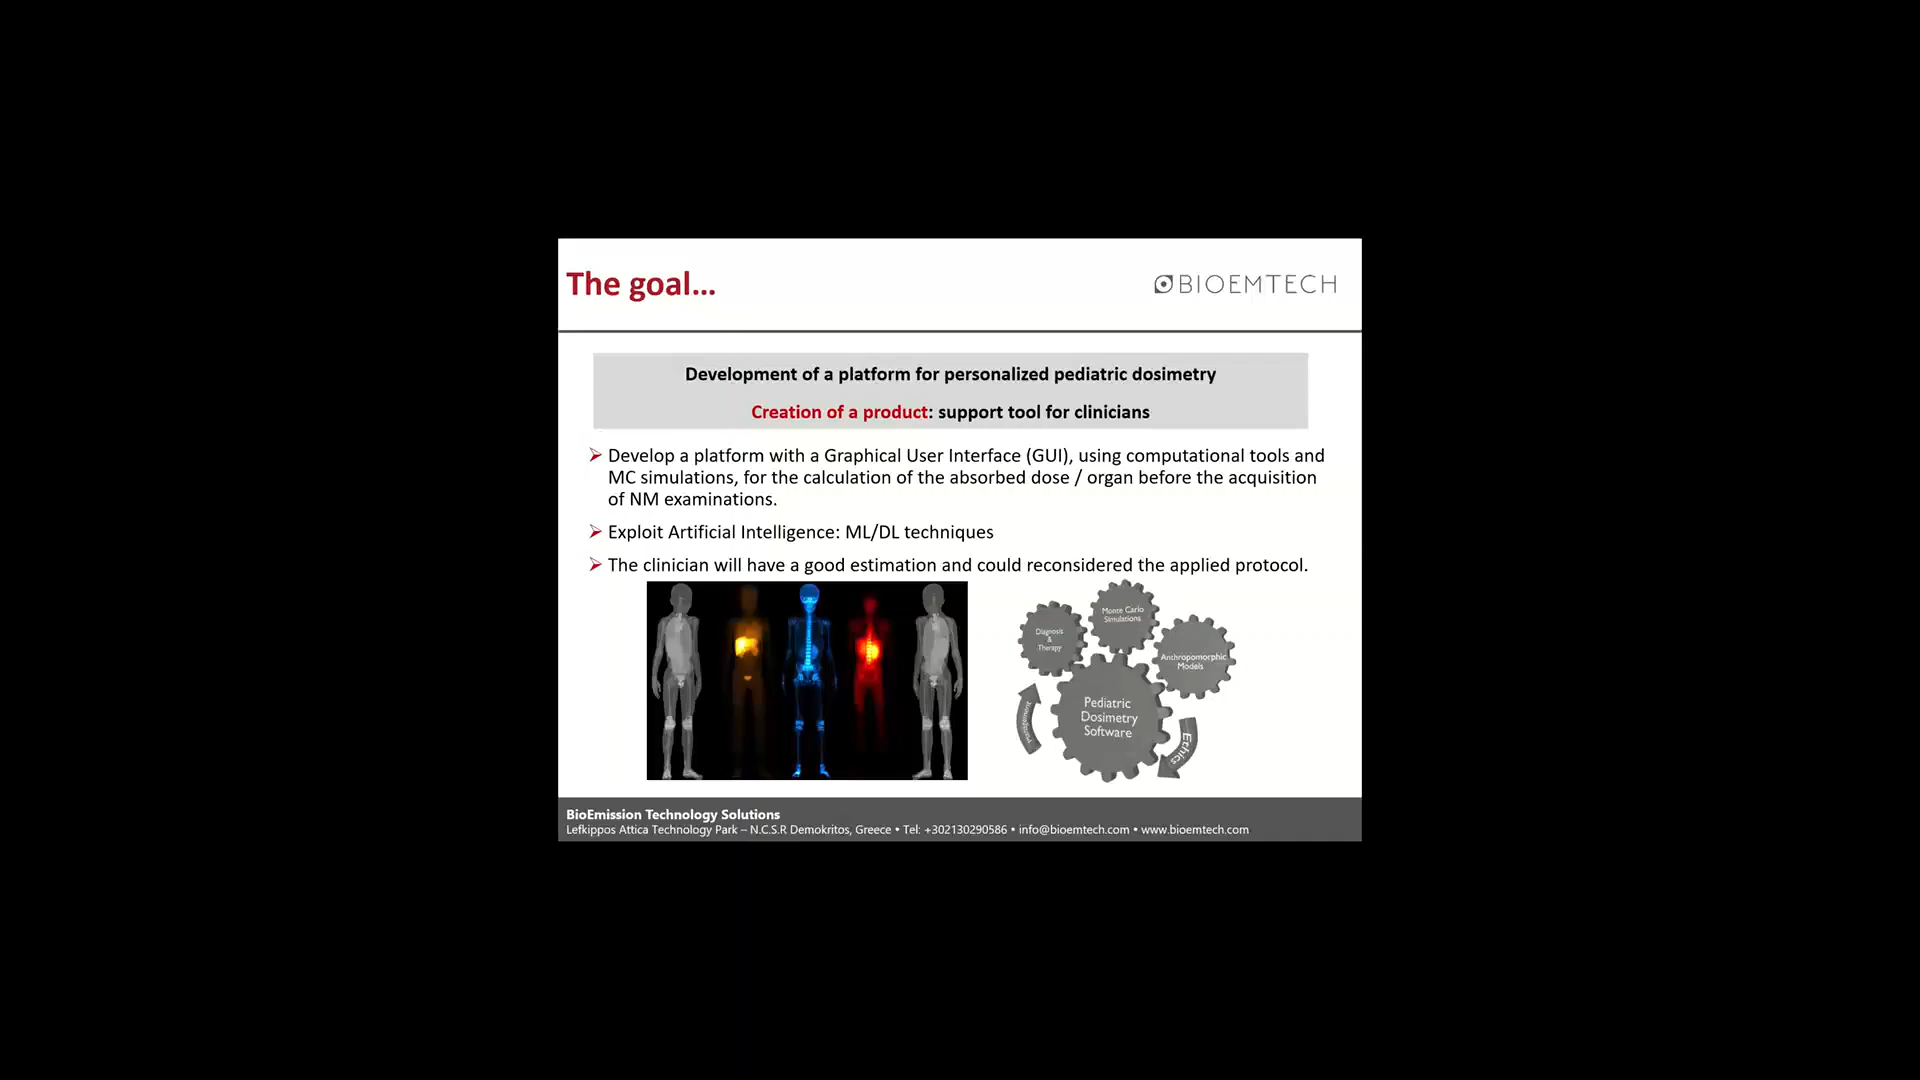 The goal...
BIOEMTECH
Development of a platform for personalized pediatric dosimetry
Creation of a product: support tool for clinicians
Develop a platform with a Graphical User Interface (GUI), using computational tools and
MC simulations, for the calculation of the absorbed dose / organ before the acquisition
of NM examinations.
Exploit Artificial Intelligence: ML/DL techniques
The clinician will have a good estimation and could reconsidered the applied protocol.
Monte Carlo
Simulations
Diagnosis
&
Therapy
Anthropomorphic
Models
Pediatric
Dosimetry
Software
Ethics
BioEmission Technology Solutions
Lefkippos Attica Technology Park – N.C.S.R Demokritos, Greece • Tel: +302130290586 • info@bioemtech.com • www.bioemtech.com